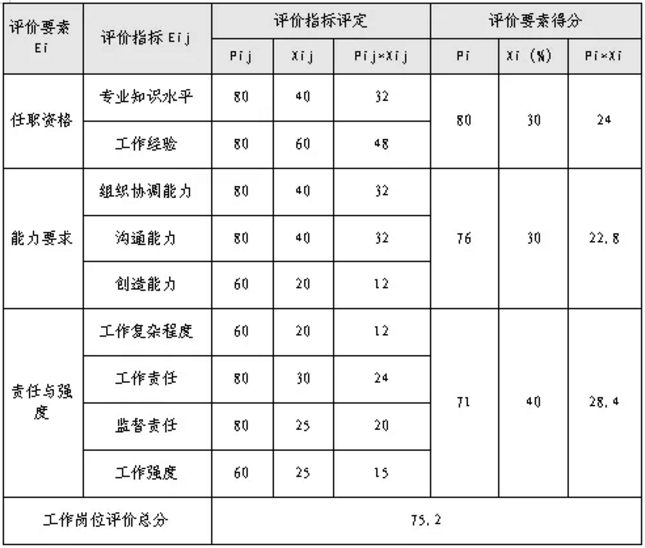 评价要素 Ei 评价指标Eij 评价指标评定 评价要素得分
Pij Xij Pij×Xij Pi Xi(%) Pi×Xi
任职资格 专业知识水平 80 40 32 80 30 24
工作经验 80 60 48
能力要求 组织协调能力 80 40 32 76 30 22.8
沟通能力 80 40 32
创造能力 60 20 12
责任与强度 工作复杂程度 60 20 12 71 40 28.4
工作责任 80 30 24
监督责任 80 25 20
工作强度 60 25 15
工作岗位评价总分 75.2